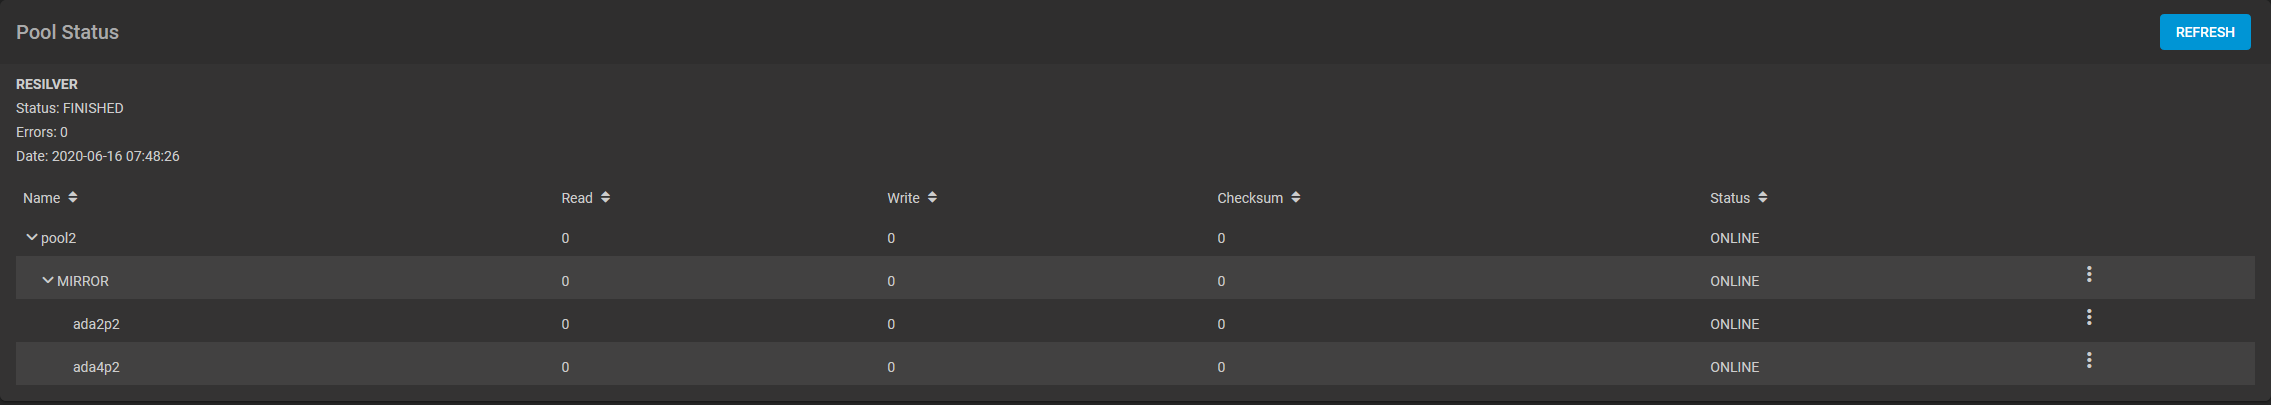 Pool Status
REFRESH
RESILVER
Status: FINISHED
Errors: 0
Date: 2020-06-16 07:48:26
Name Read Write Checksum Status
pool2 0 0 0 ONLINE
MIRROR 0 0 0 ONLINE
ada2p2 0 0 0 ONLINE
ada4p2 0 0 0 ONLINE